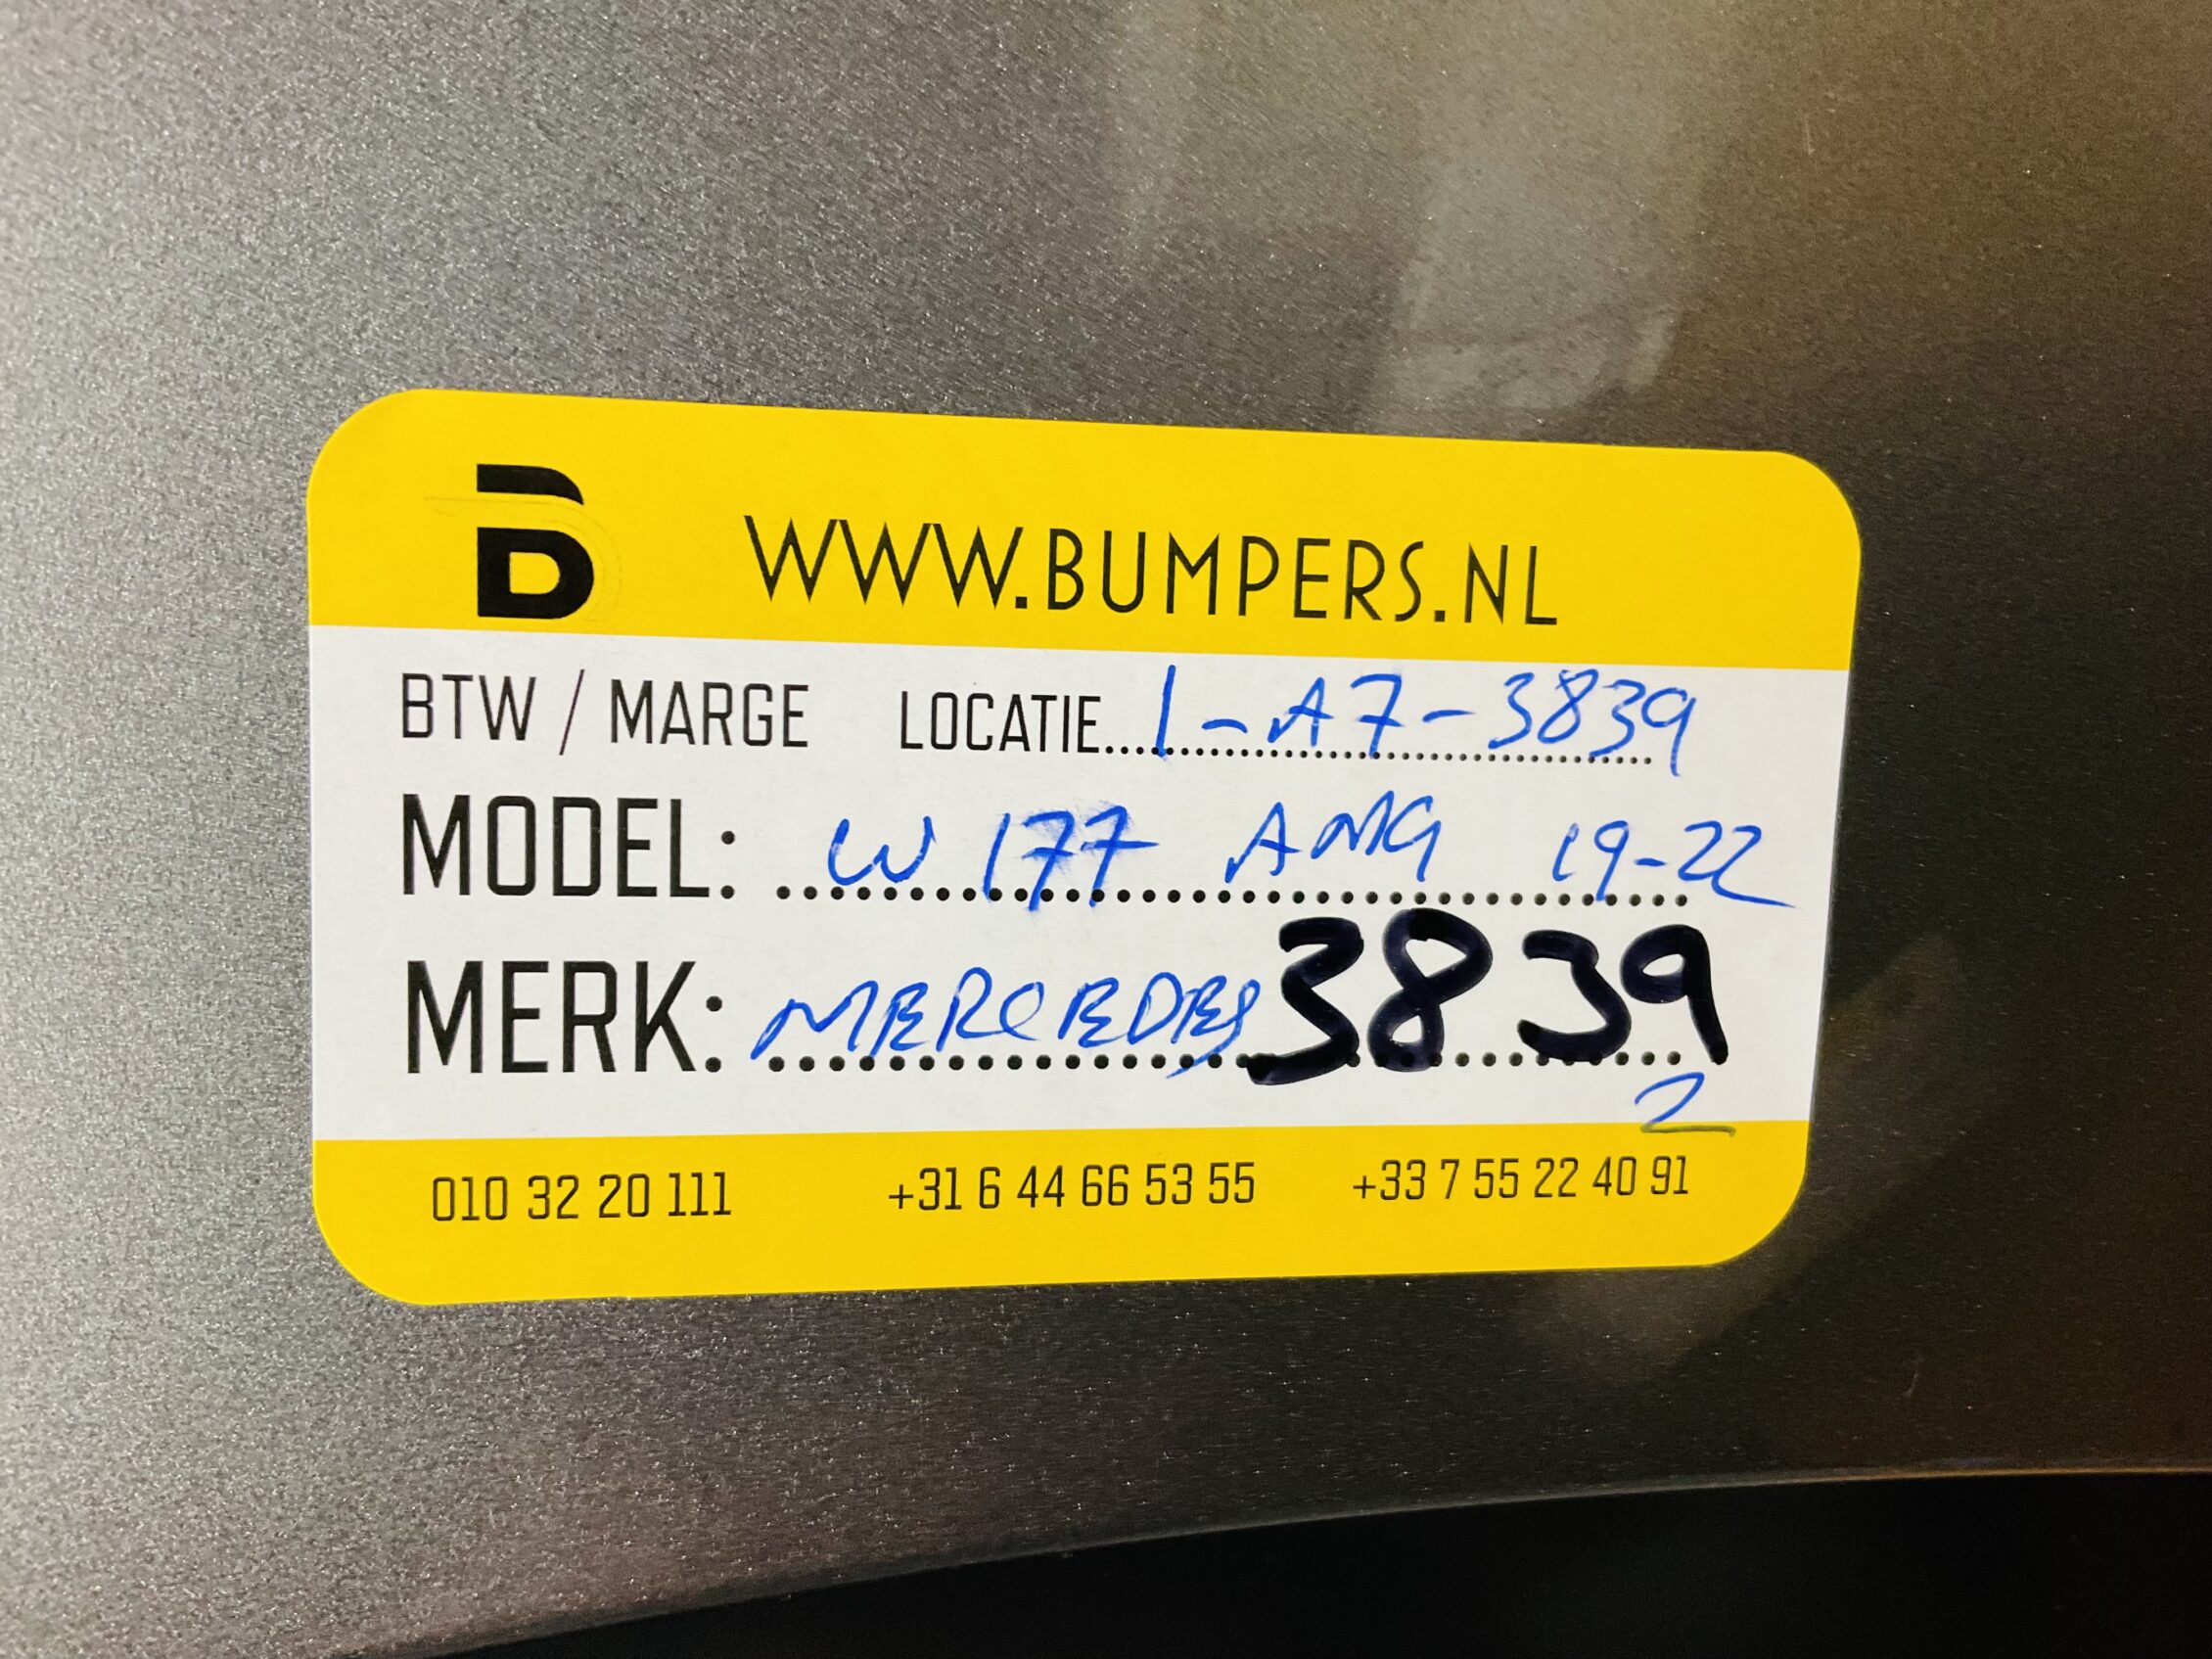 B WWW.BUMPERS.NL
BTW / MARGE LOCATIE...1-A7-3839
MODEL: W177 AMG 19-22
MERK: MERCEDES 3839
2
010 32 20 111 +31 6 44 66 53 55 +33 7 55 22 40 91